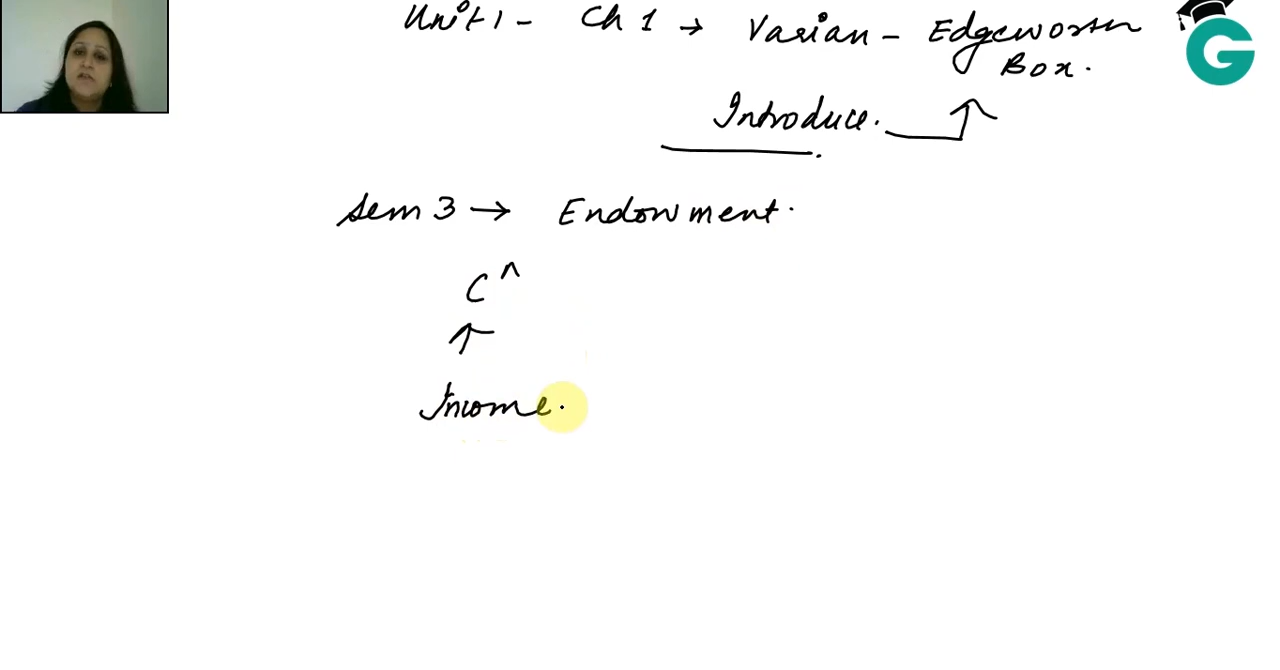 Unit 1 - Ch 1 → Varian - Edgeworth
Box.
Introduce.
Sem 3 → Endowment.
C^
↑
Income.
G